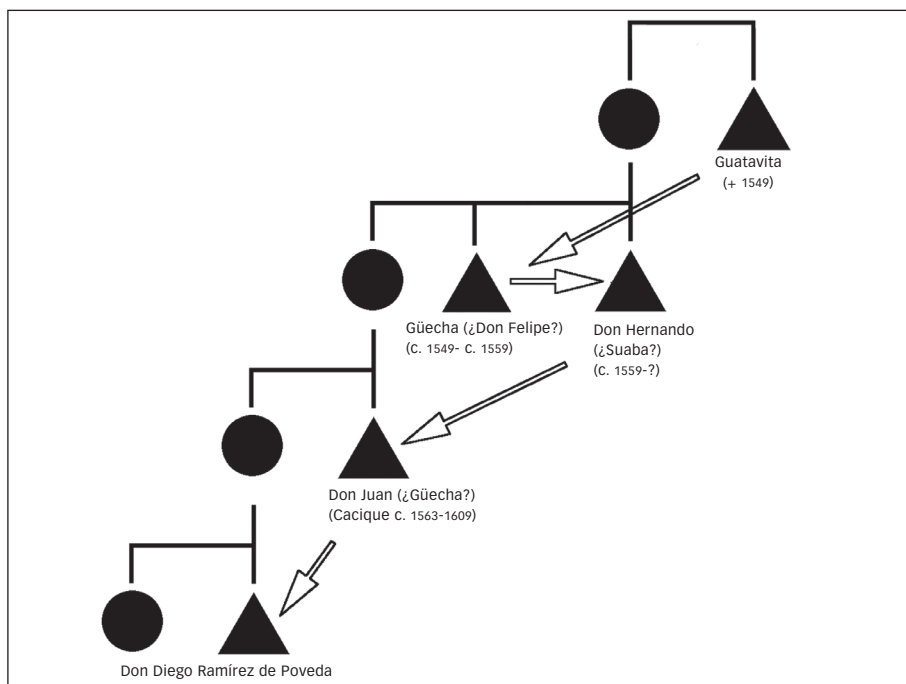 Guatavita
(+ 1549)
Güecha (¿Don Felipe?)
(c. 1549- c. 1559)
Don Hernando
(¿Suaba?)
(c. 1559-?)
Don Juan (¿Güecha?)
(Cacique c. 1563-1609)
Don Diego Ramírez de Poveda